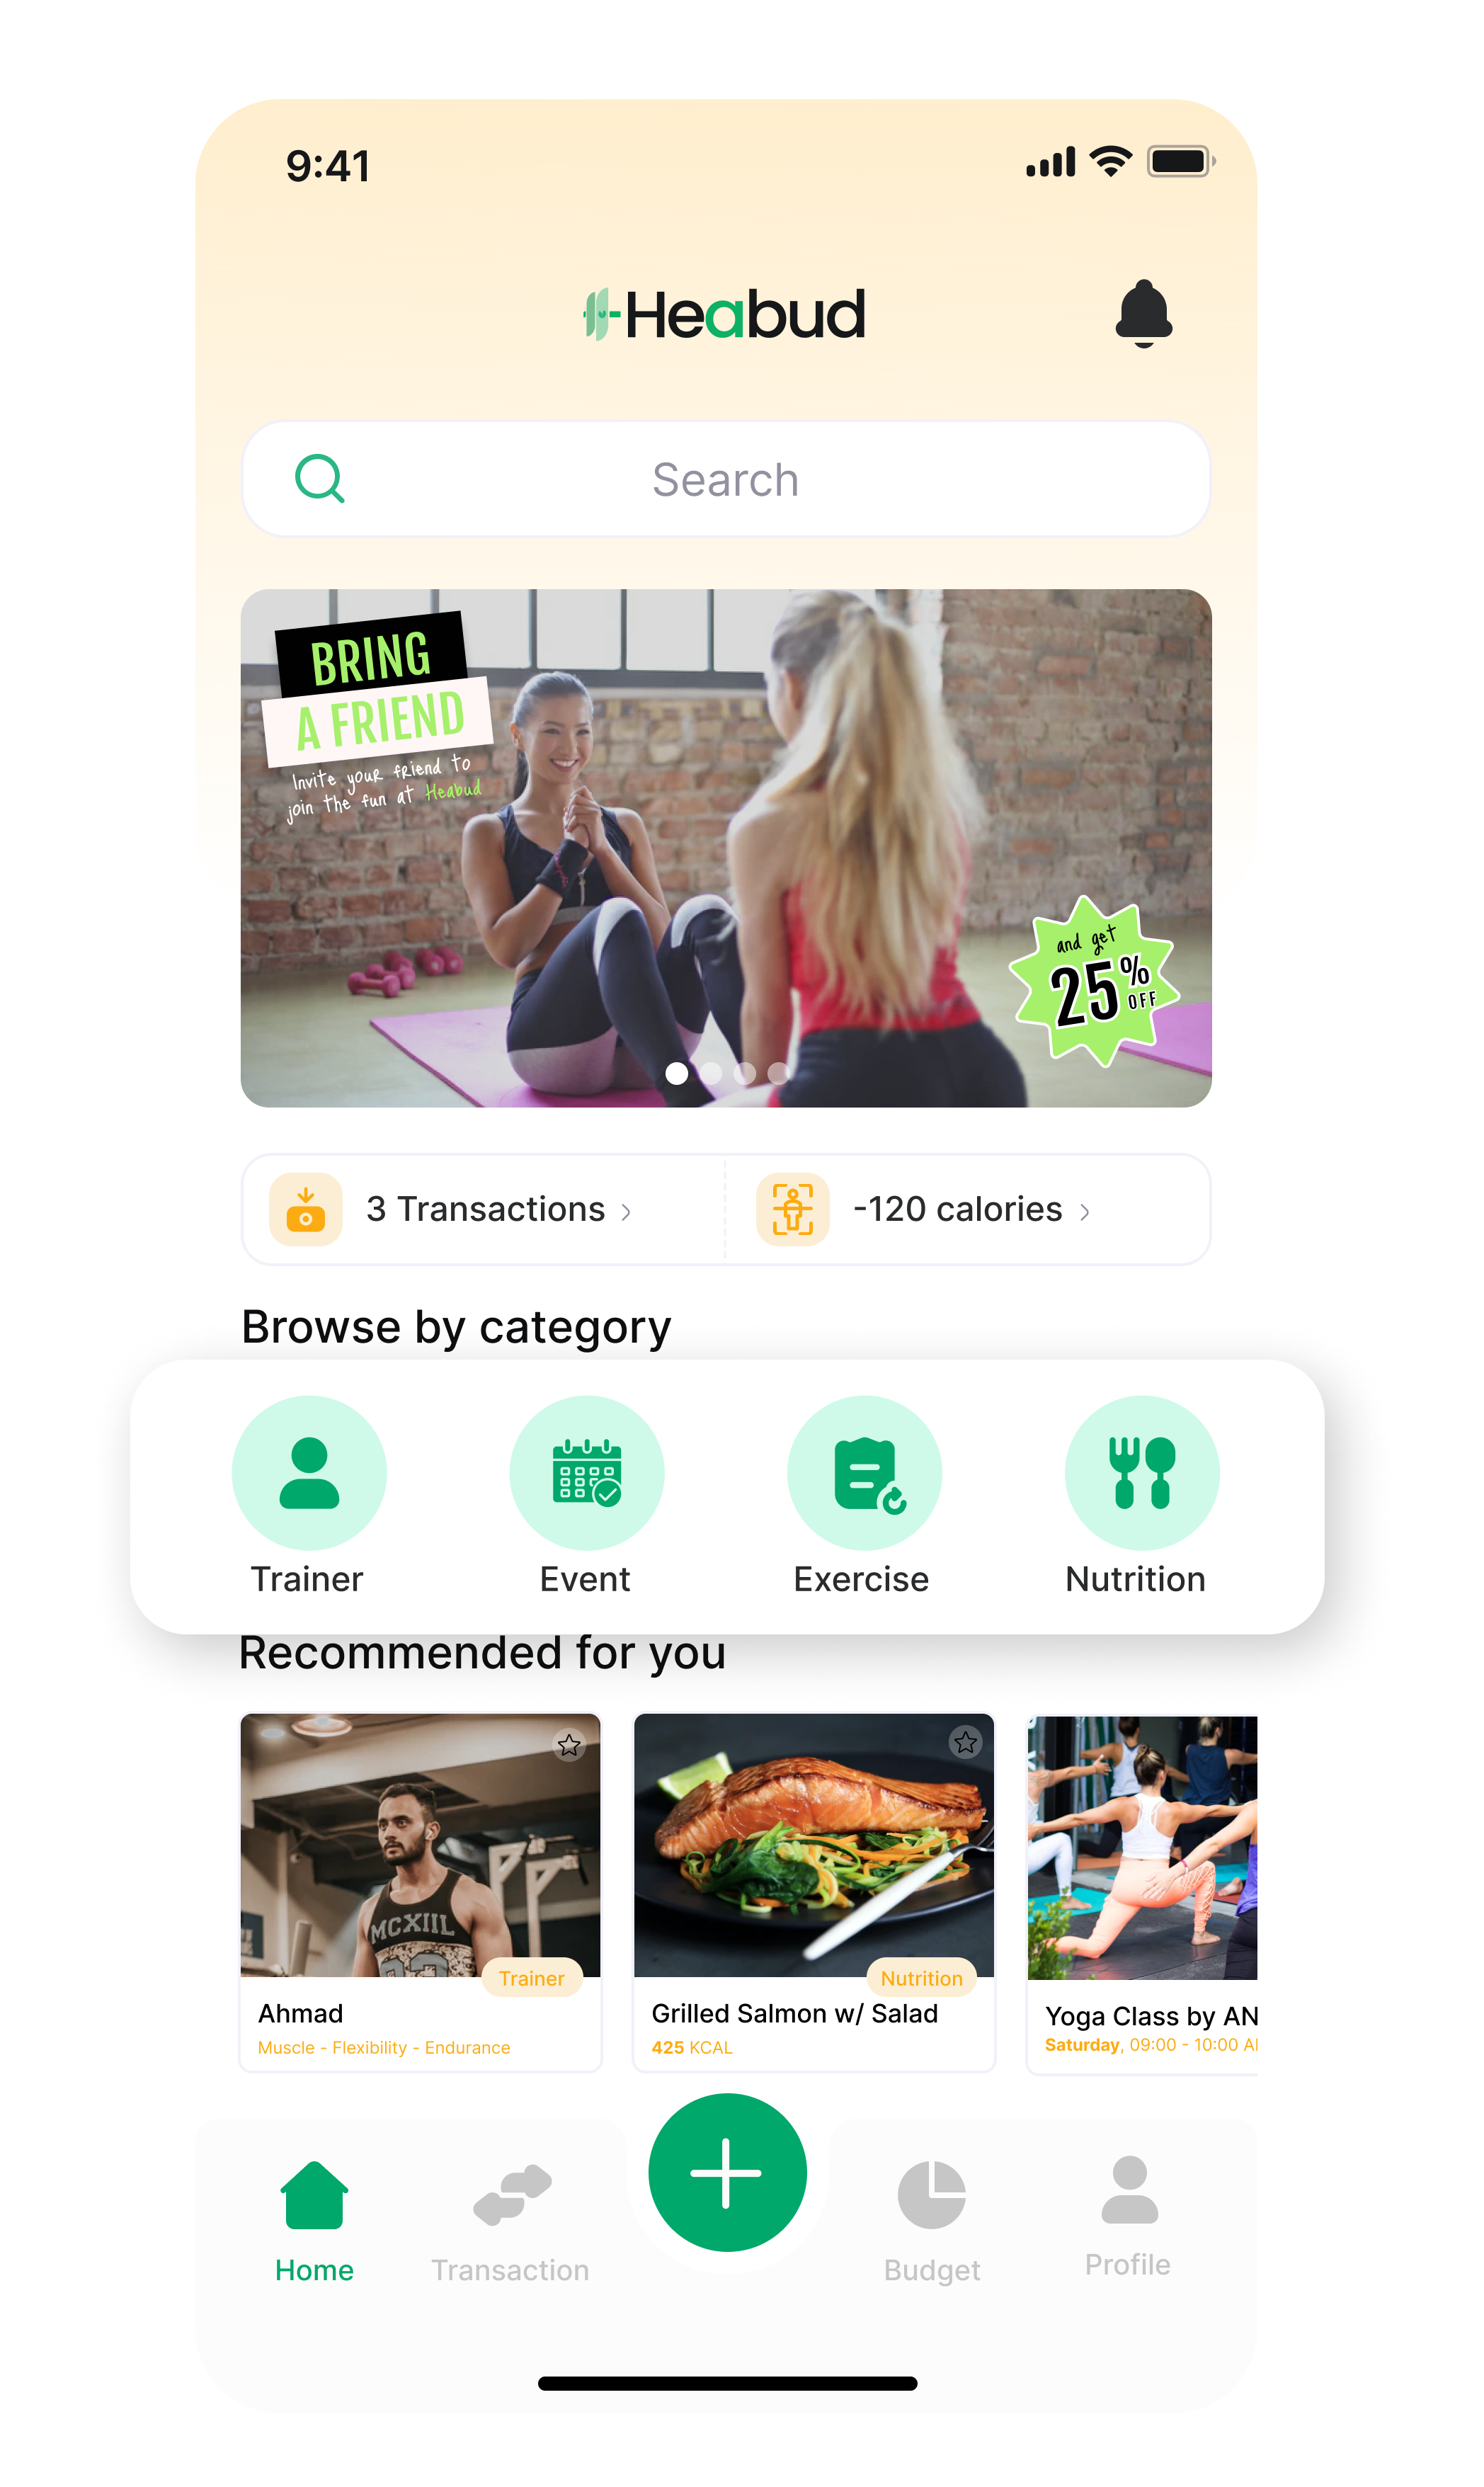 9:41
Heabud
Search
BRING
A FRIEND
Invite your friend to
join the fun at Heabud
and get
25%
OFF
3 Transactions
-120 calories
Browse by category
Trainer
Event
Exercise
Nutrition
Recommended for you
MCXIIL
Trainer
Nutrition
Ahmad
Grilled Salmon w/ Salad
Yoga Class by AN
Muscle - Flexibility - Endurance
425 KCAL
Saturday, 09:00 - 10:00 A
Home
Transaction
Budget
Profile